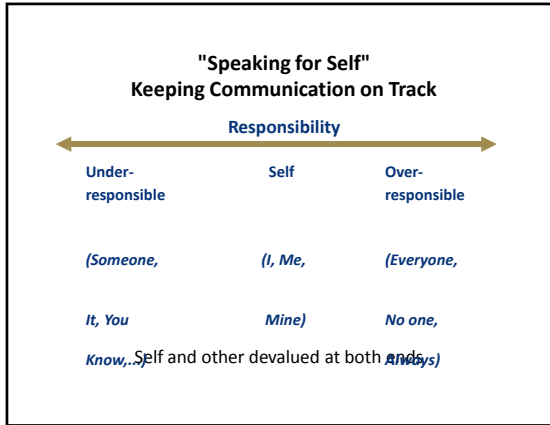 "Speaking for Self"
Keeping Communication on Track
Responsibility
Under-
responsible
Self
Over-
responsible
(Someone,
It, You
Know,...)
(I, Me,
Mine)
(Everyone,
No one,
Always)
Self and other devalued at both ends